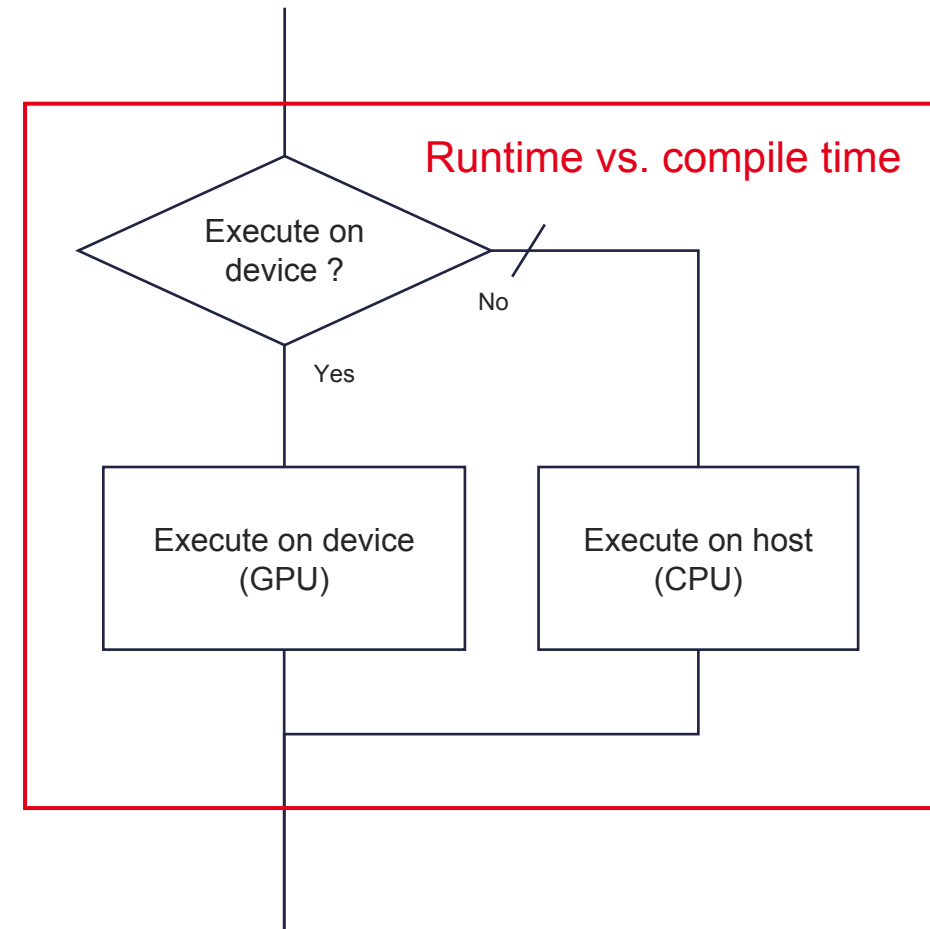 Runtime vs. compile time
Execute on
device ?
No
Yes
Execute on device
(GPU)
Execute on host
(CPU)